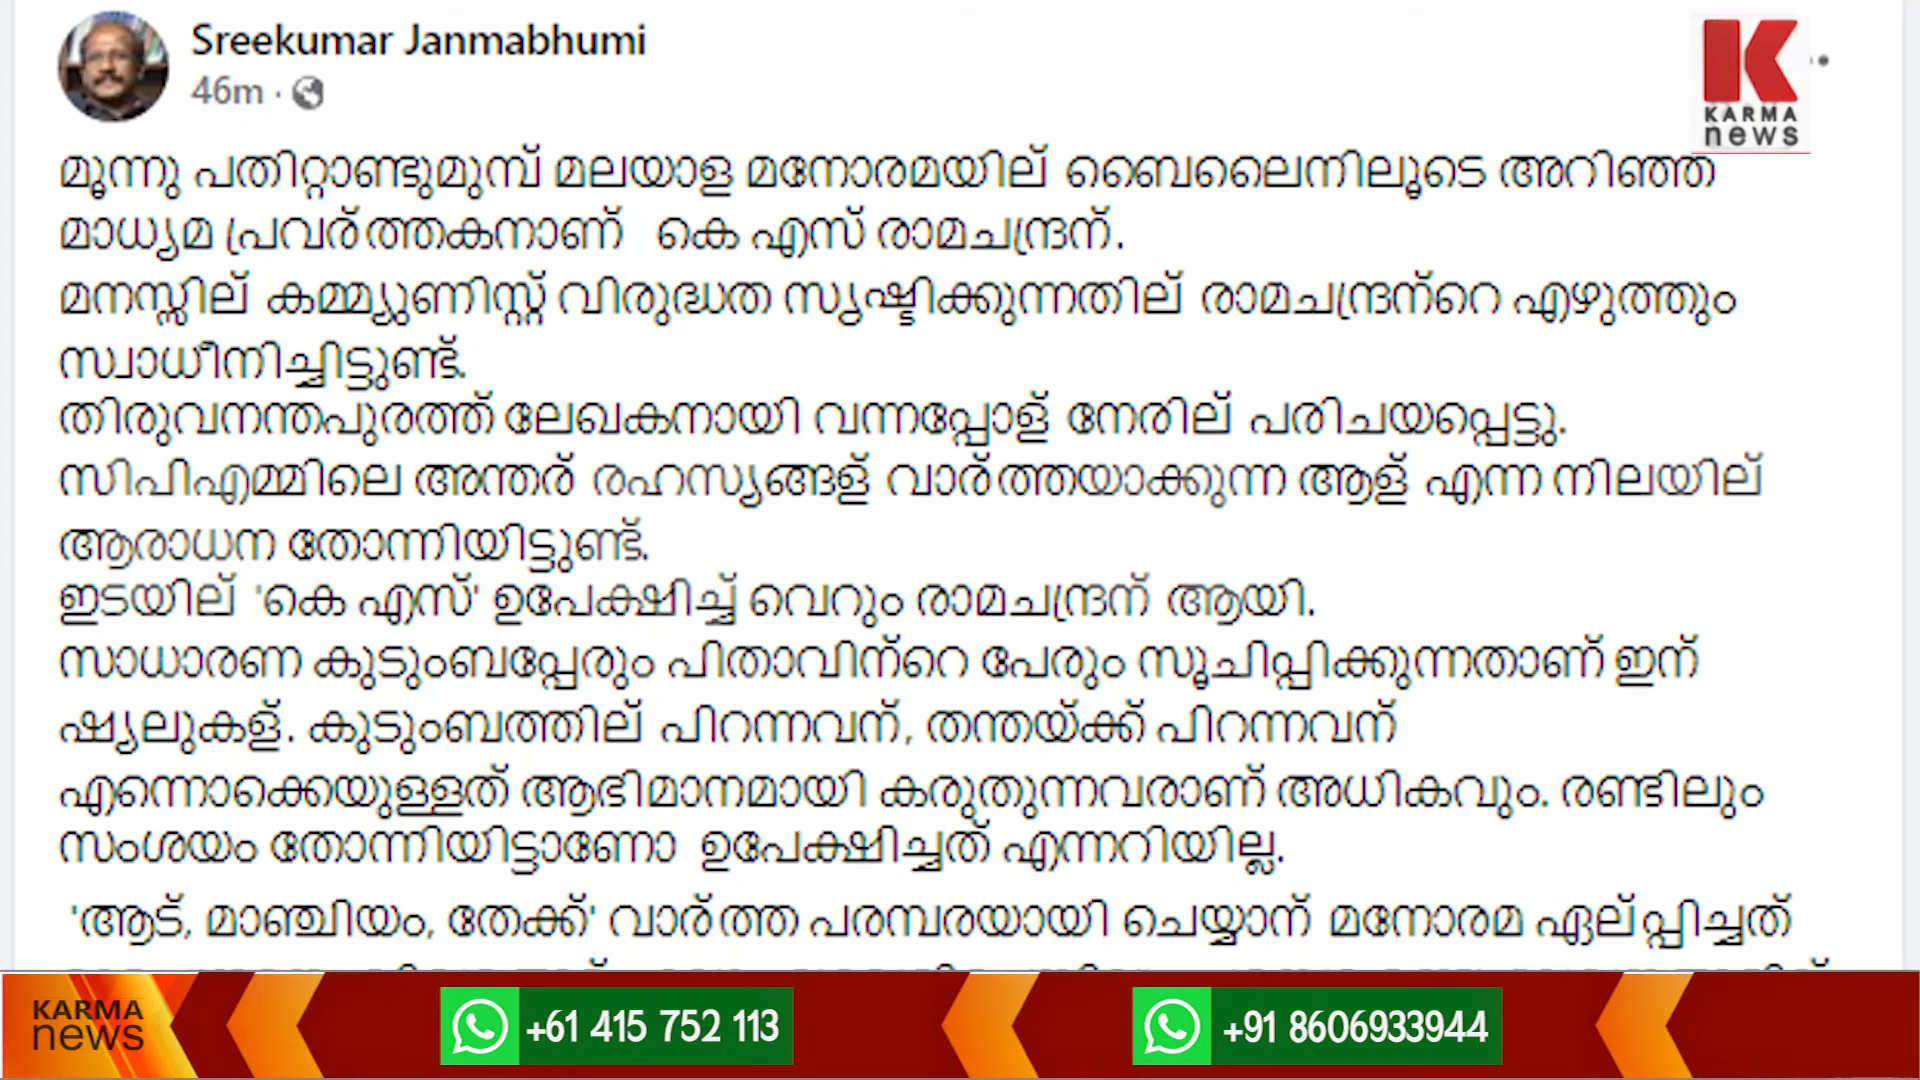 Sreekumar Janmabhumi
46m ·
KARMA
news
മൂന്നു പതിറ്റാണ്ടുമുമ്പ് മലയാള മനോരമയില് ബൈലൈനിലൂടെ അറിഞ്ഞ
മാധ്യമ പ്രവര്ത്തകനാണ് കെ എസ് രാമചന്ദ്രന്.
മനസ്സില് കമ്മ്യുണിസ്റ്റ് വിരുദ്ധത സൃഷ്ടിക്കുന്നതില് രാമചന്ദ്രന്റെ എഴുത്തും
സ്വാധീനിച്ചിട്ടുണ്ട്.
തിരുവനന്തപുരത്ത് ലേഖകനായി വന്നപ്പോള് നേരില് പരിചയപ്പെട്ടു.
സിപിഎമ്മിലെ അന്തര് രഹസ്യങ്ങള് വാര്ത്തയാക്കുന്ന ആള് എന്ന നിലയില്
ആരാധന തോന്നിയിട്ടുണ്ട്.
ഇടയില് 'കെ എസ്' ഉപേക്ഷിച്ച് വെറും രാമചന്ദ്രന് ആയി.
സാധാരണ കുടുംബപ്പേരും പിതാവിന്റെ പേരും സൂചിപ്പിക്കുന്നതാണ് ഇന്
ഷ്യലുകള്. കുടുംബത്തില് പിറന്നവന്, തന്തയ്ക്ക് പിറന്നവന്
എന്നൊക്കെയുള്ളത് ആഭിമാനമായി കരുതുന്നവരാണ് അധികവും. രണ്ടിലും
സംശയം തോന്നിയിട്ടാണോ ഉപേക്ഷിച്ചത് എന്നറിയില്ല.
'ആട്, മാഞ്ചിയം, തേക്ക്' വാര്ത്ത പരമ്പരയായി ചെയ്യാന് മനോരമ ഏല്പ്പിച്ചത്
KARMA
news
+61 415 752 113
+91 8606933944